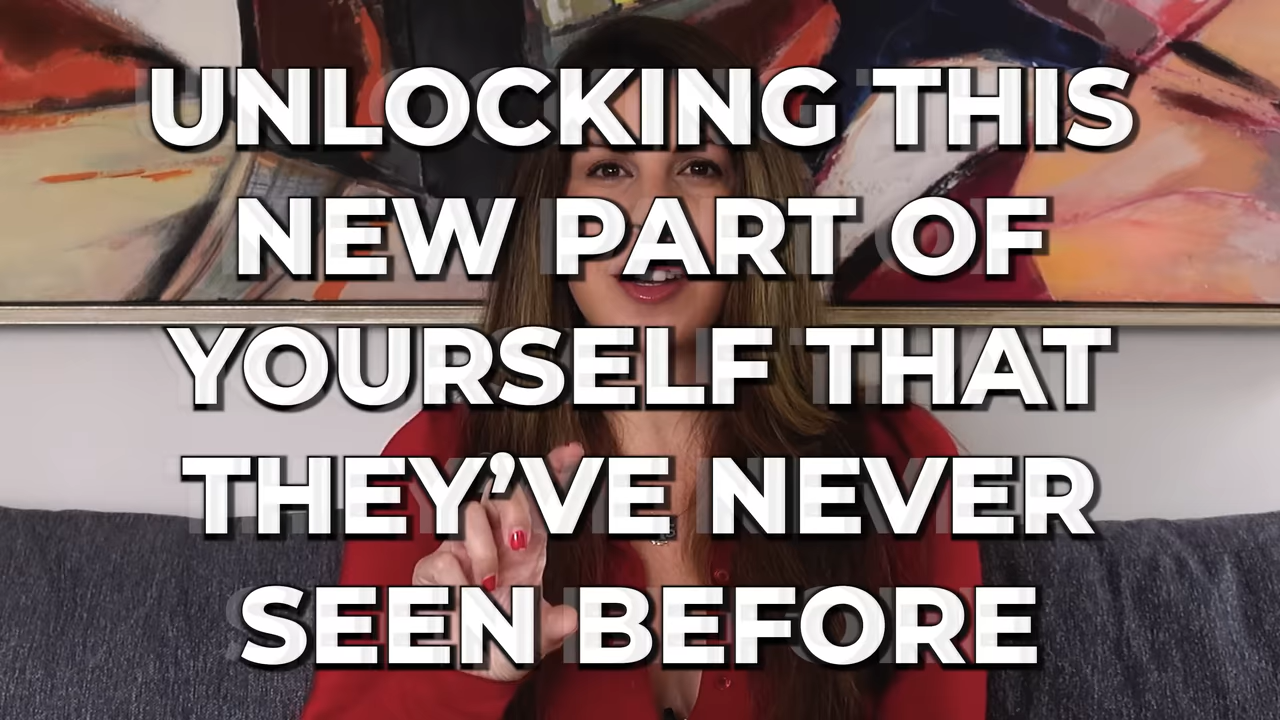 UNLOCKING THIS
NEW PART OF
YOURSELF THAT
THEY’VE NEVER
SEEN BEFORE